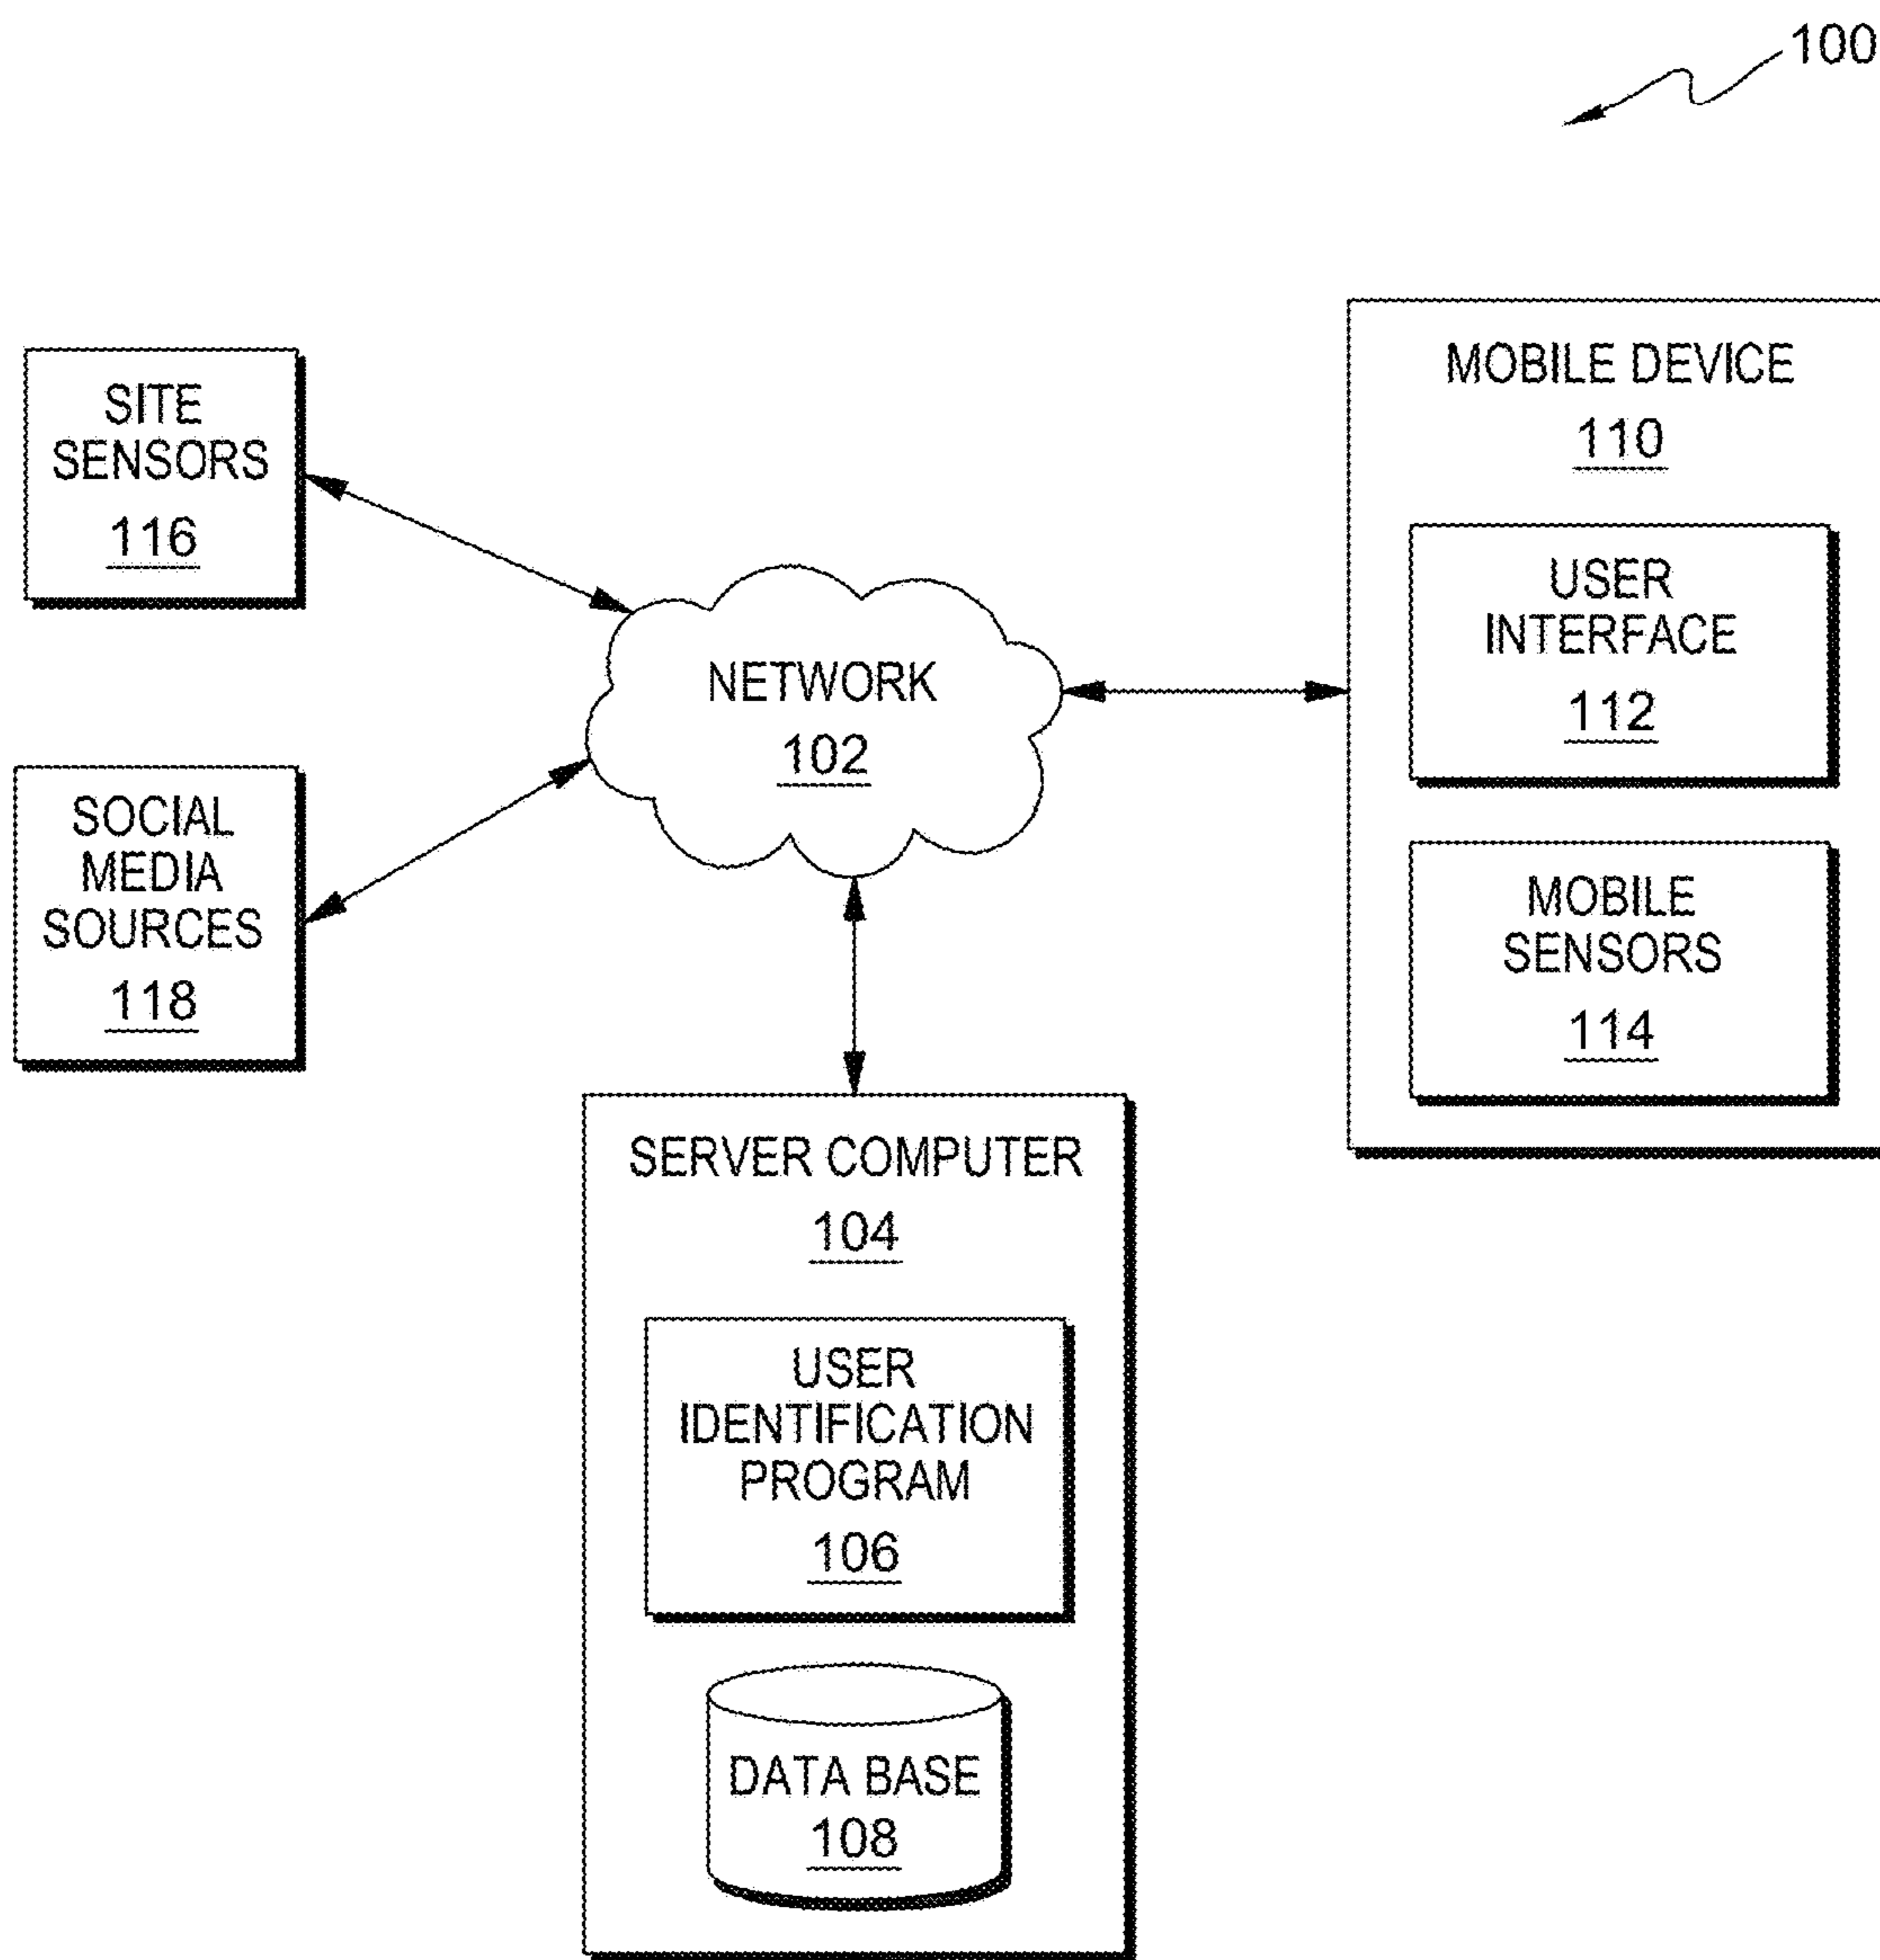 100
SITE
SENSORS
116
SOCIAL
MEDIA
SOURCES
118
NETWORK
102
MOBILE DEVICE
110
USER
INTERFACE
112
MOBILE
SENSORS
114
SERVER COMPUTER
104
USER
IDENTIFICATION
PROGRAM
106
DATA BASE
108